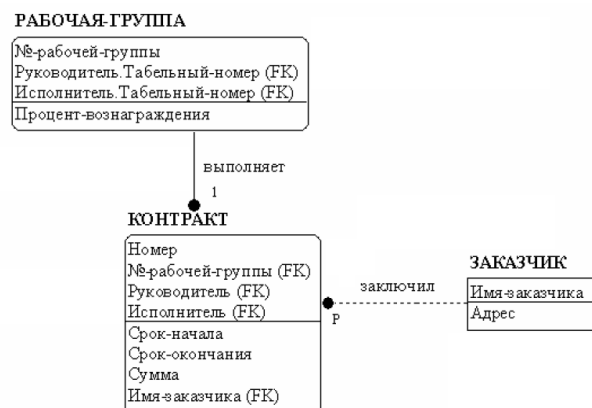 РАБОЧАЯ-ГРУППА
№-рабочей-группы
Руководитель.Табельный-номер (FK)
Исполнитель.Табельный-номер (FK)
Процент-вознаграждения
выполняет
1
КОНТРАКТ
Номер
№-рабочей-группы (FK)
Руководитель (FK)
Исполнитель (FK)
Срок-начала
Срок-окончания
Сумма
Имя-заказчика (FK)
заключил
P
ЗАКАЗЧИК
Имя-заказчика
Адрес